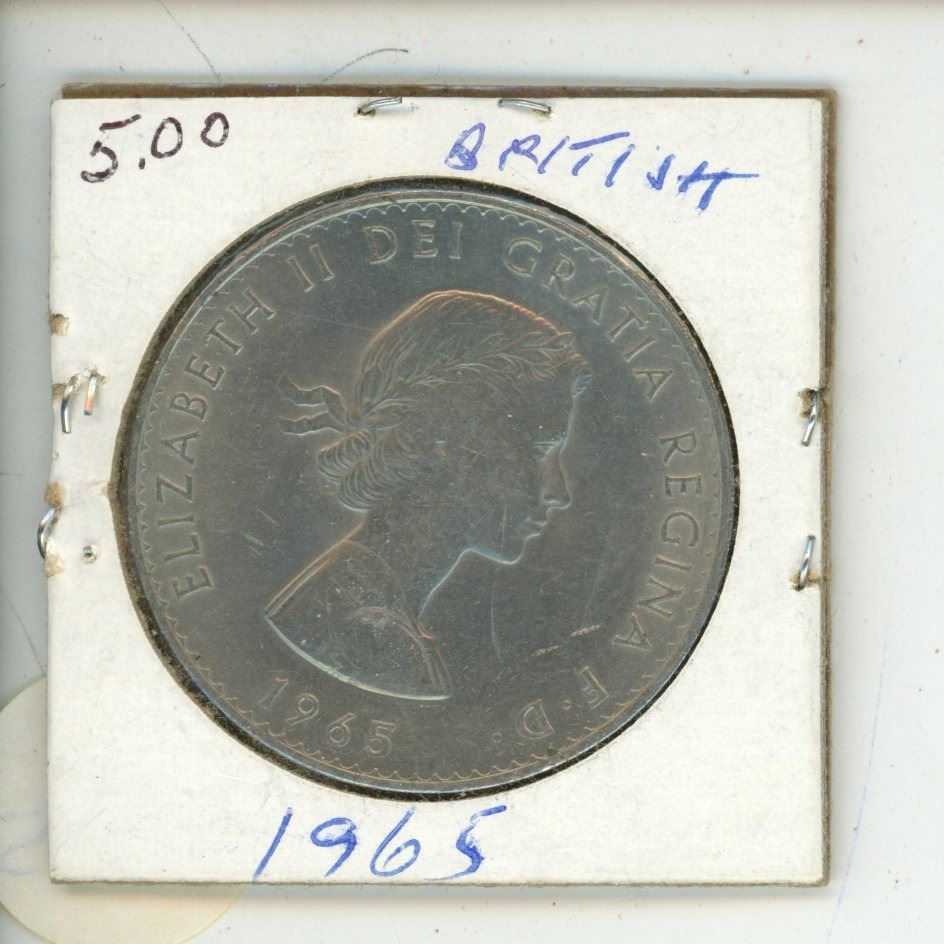 5.00
BRITISH
ELIZABETH II DEI GRATIA REGINA F·D·
1965
1965